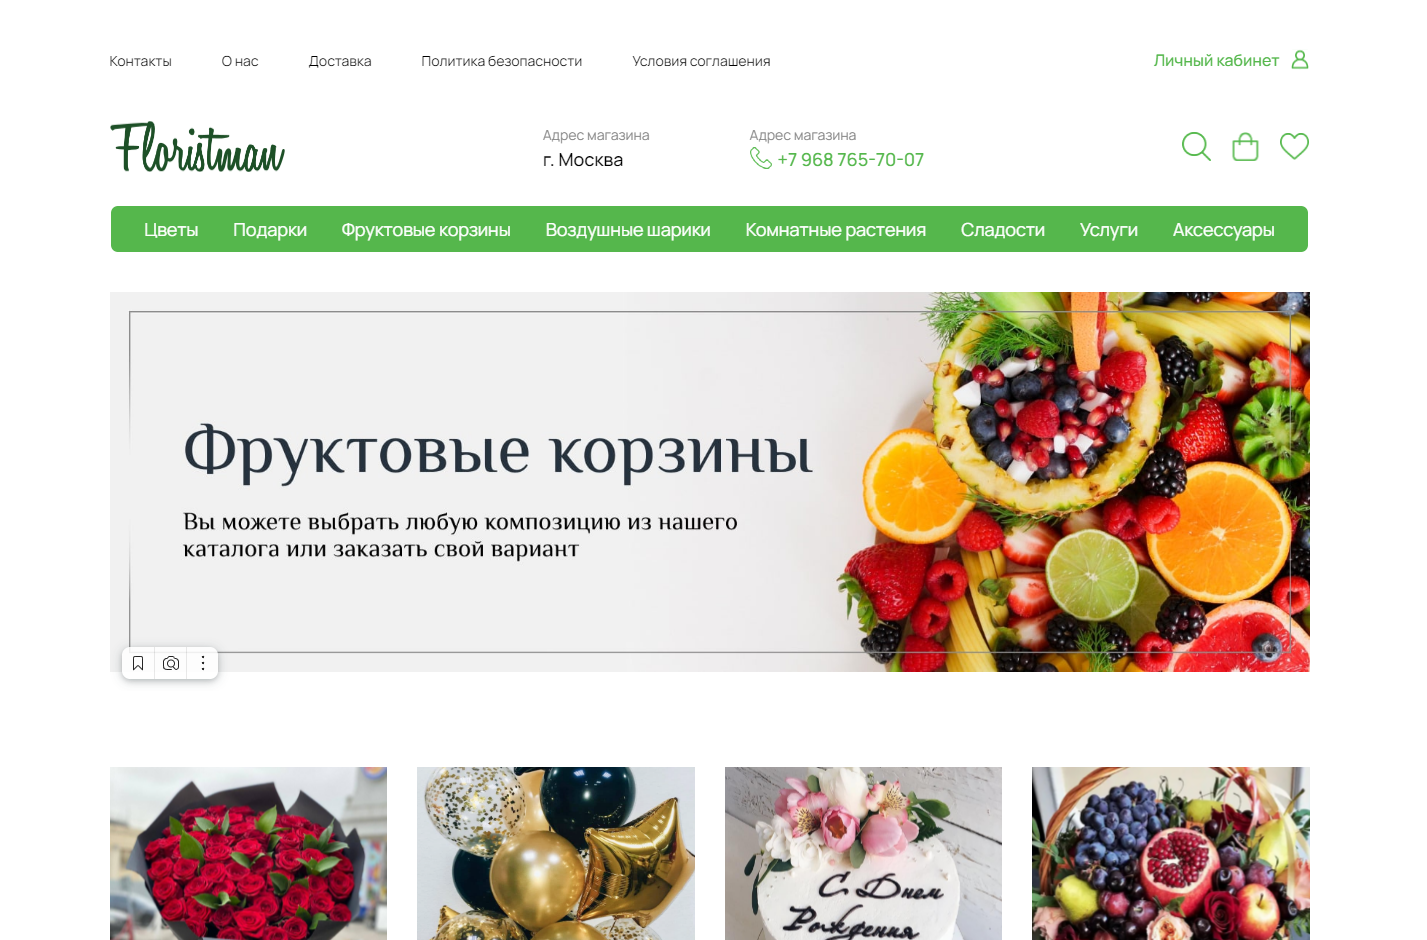 Контакты
О нас
Доставка
Политика безопасности
Условия соглашения
Личный кабинет
Floristman
Адрес магазина
г. Москва
Адрес магазина
+7 968 765-70-07
Цветы
Подарки
Фруктовые корзины
Воздушные шарики
Комнатные растения
Сладости
Услуги
Аксессуары
Фруктовые корзины
Вы можете выбрать любую композицию из нашего
каталога или заказать свой вариант
С Днем
Рождения